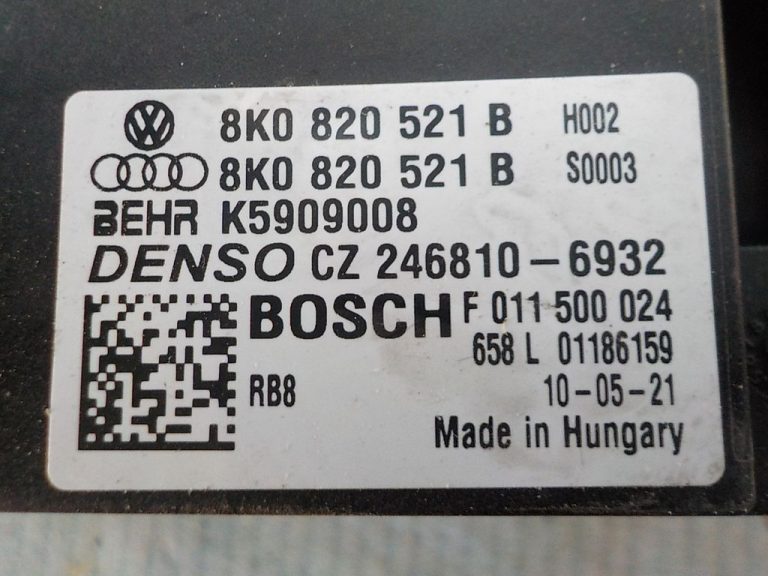 8K0 820 521 B H002
8K0 820 521 B S0003
BEHR K5909008
DENSO CZ 246810-6932
BOSCH F 011 500 024
658 L 01186159
RB8 10-05-21
Made in Hungary